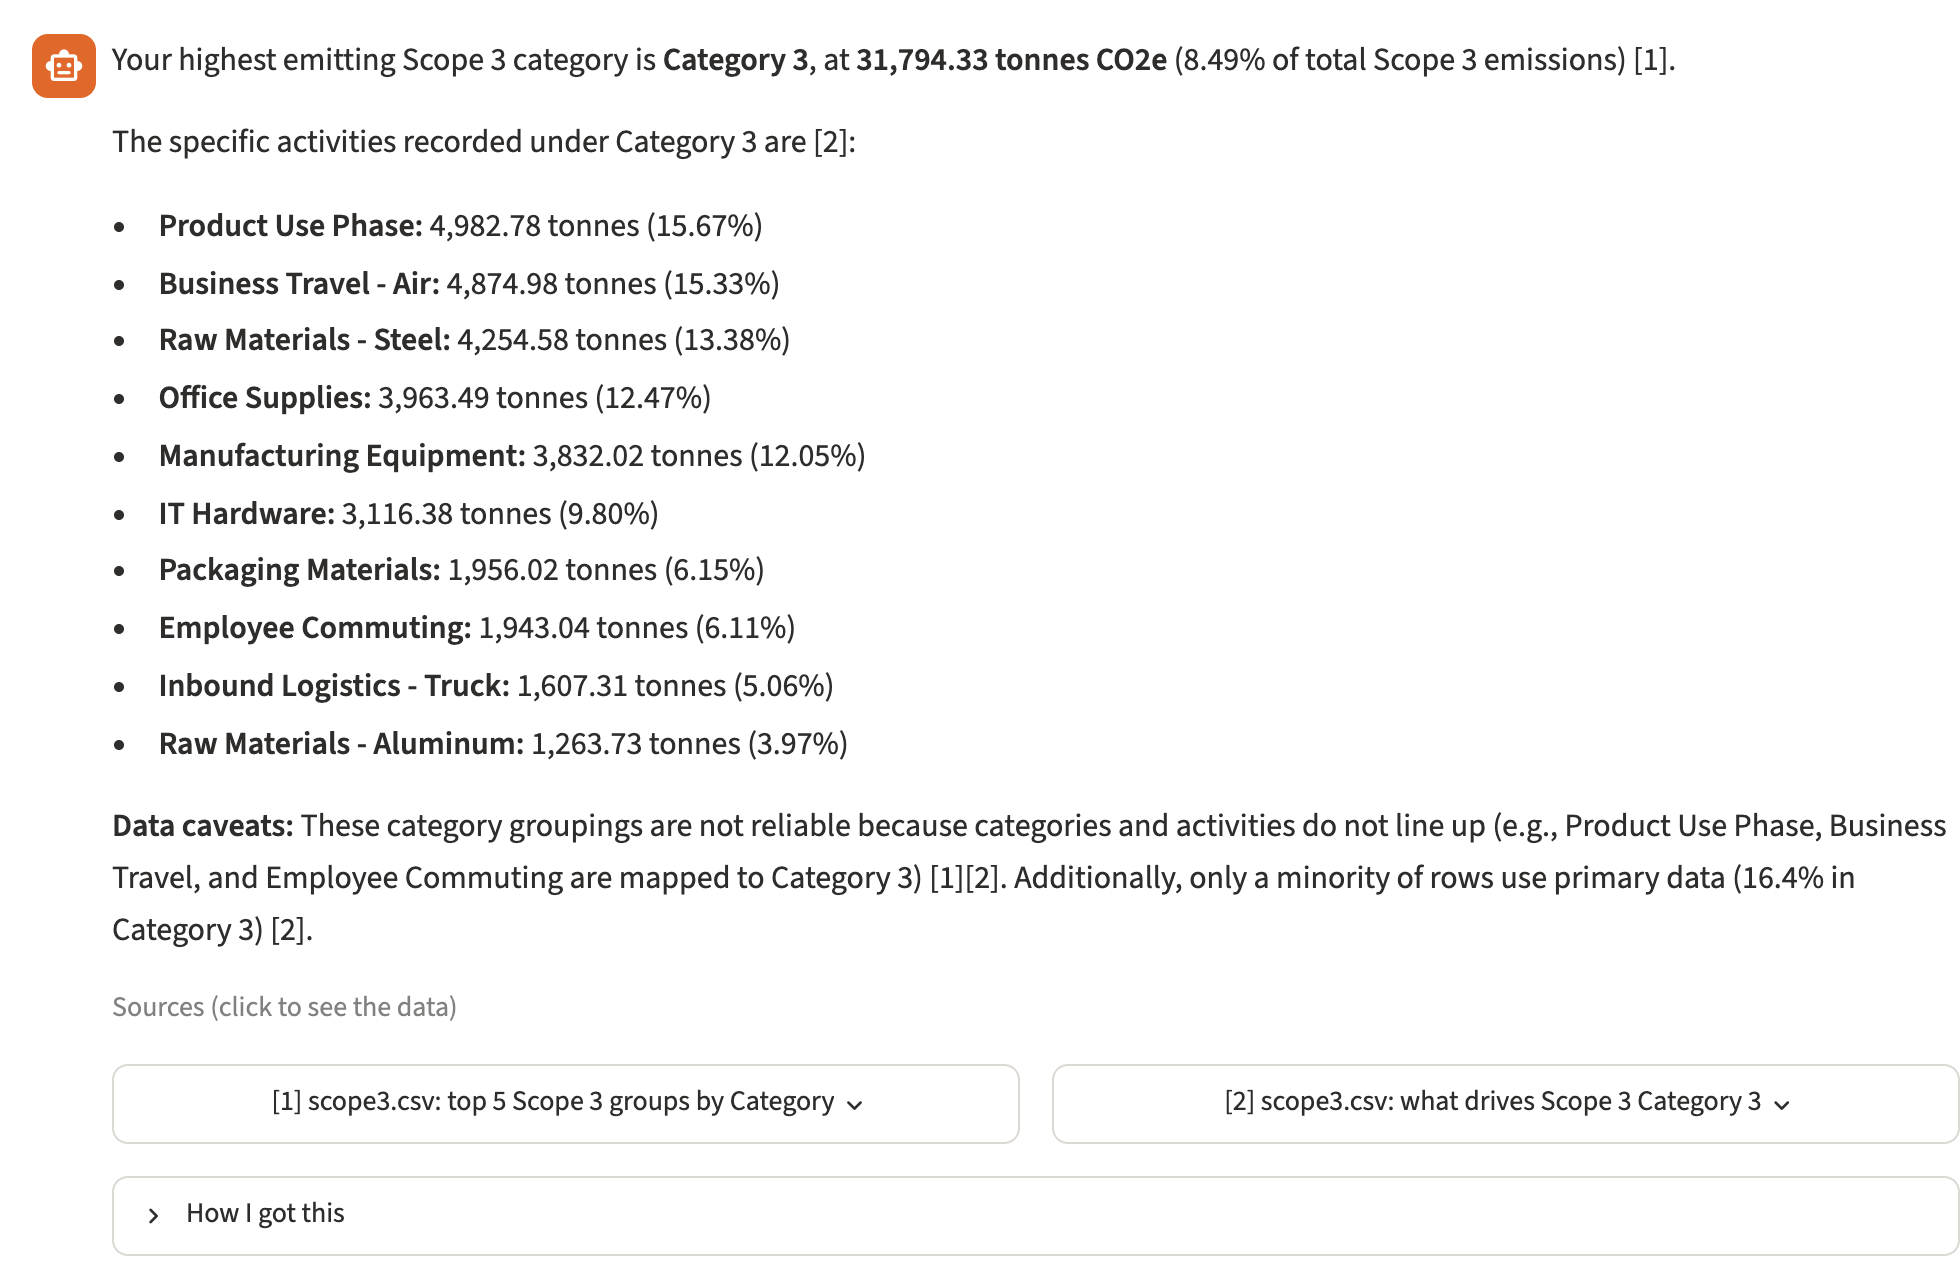 Your highest emitting Scope 3 category is Category 3, at 31,794.33 tonnes CO2e (8.49% of total Scope 3 emissions) [1].
The specific activities recorded under Category 3 are [2]:
• Product Use Phase: 4,982.78 tonnes (15.67%)
• Business Travel - Air: 4,874.98 tonnes (15.33%)
• Raw Materials - Steel: 4,254.58 tonnes (13.38%)
• Office Supplies: 3,963.49 tonnes (12.47%)
• Manufacturing Equipment: 3,832.02 tonnes (12.05%)
• IT Hardware: 3,116.38 tonnes (9.80%)
• Packaging Materials: 1,956.02 tonnes (6.15%)
• Employee Commuting: 1,943.04 tonnes (6.11%)
• Inbound Logistics - Truck: 1,607.31 tonnes (5.06%)
• Raw Materials - Aluminum: 1,263.73 tonnes (3.97%)
Data caveats: These category groupings are not reliable because categories and activities do not line up (e.g., Product Use Phase, Business
Travel, and Employee Commuting are mapped to Category 3) [1][2]. Additionally, only a minority of rows use primary data (16.4% in
Category 3) [2].
Sources (click to see the data)
[1] scope3.csv: top 5 Scope 3 groups by Category
[2] scope3.csv: what drives Scope 3 Category 3
How I got this